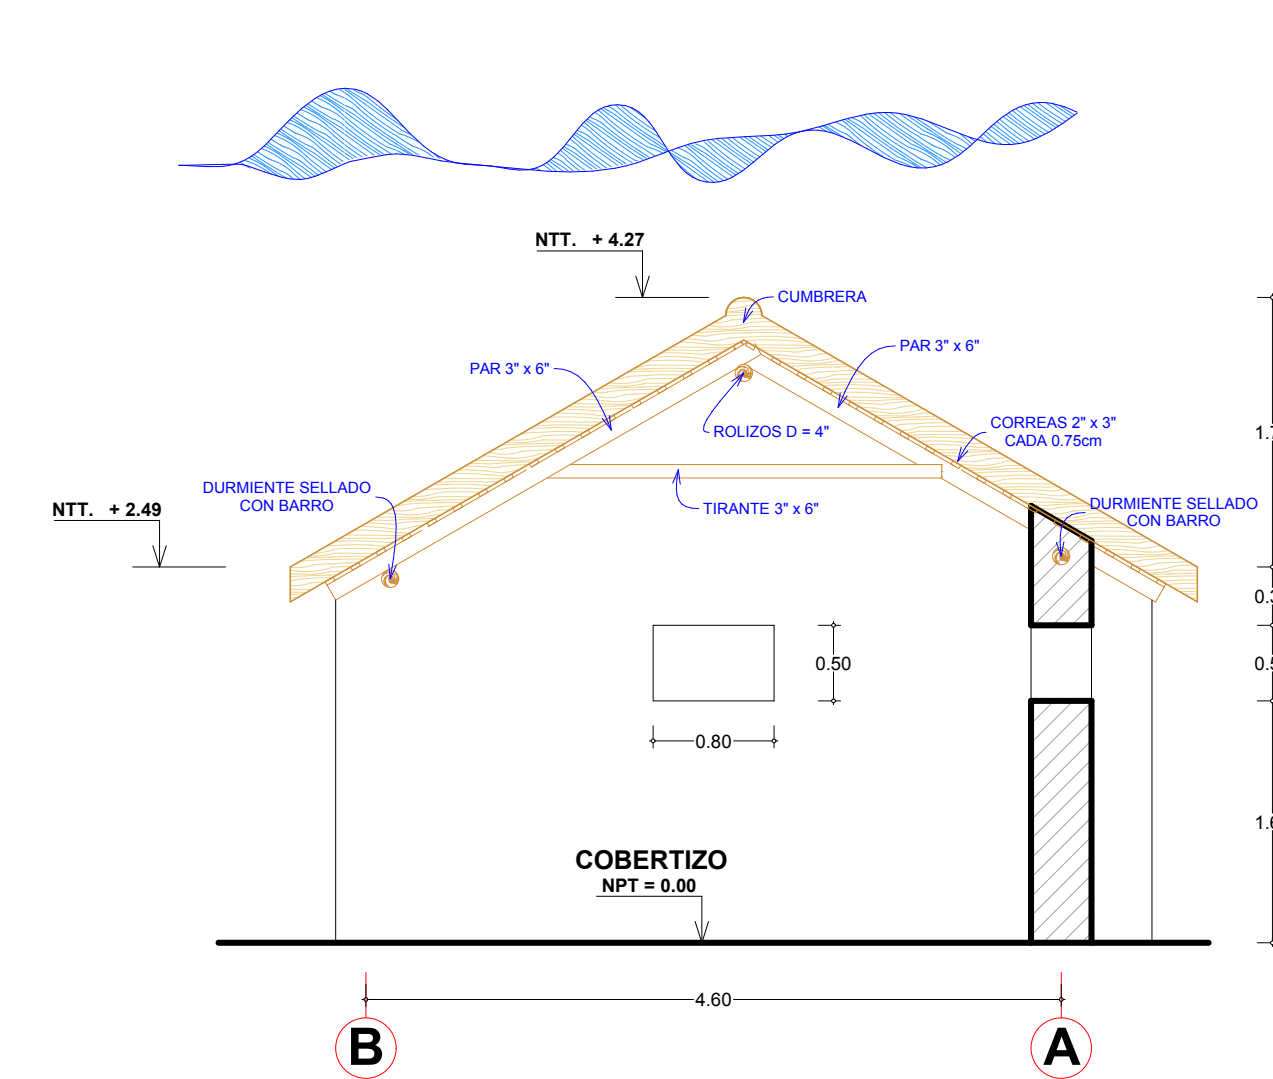 NTT. + 4.27
CUMBRERA
PAR 3" x 6"
PAR 3" x 6"
CORREAS 2" x 3"
CADA 0.75cm
ROLIZOS D = 4"
DURMIENTE SELLADO
CON BARRO
TIRANTE 3" x 6"
DURMIENTE SELLADO
CON BARRO
NTT. + 2.49
0.50
0.80
COBERTIZO
NPT = 0.00
4.60
B
A